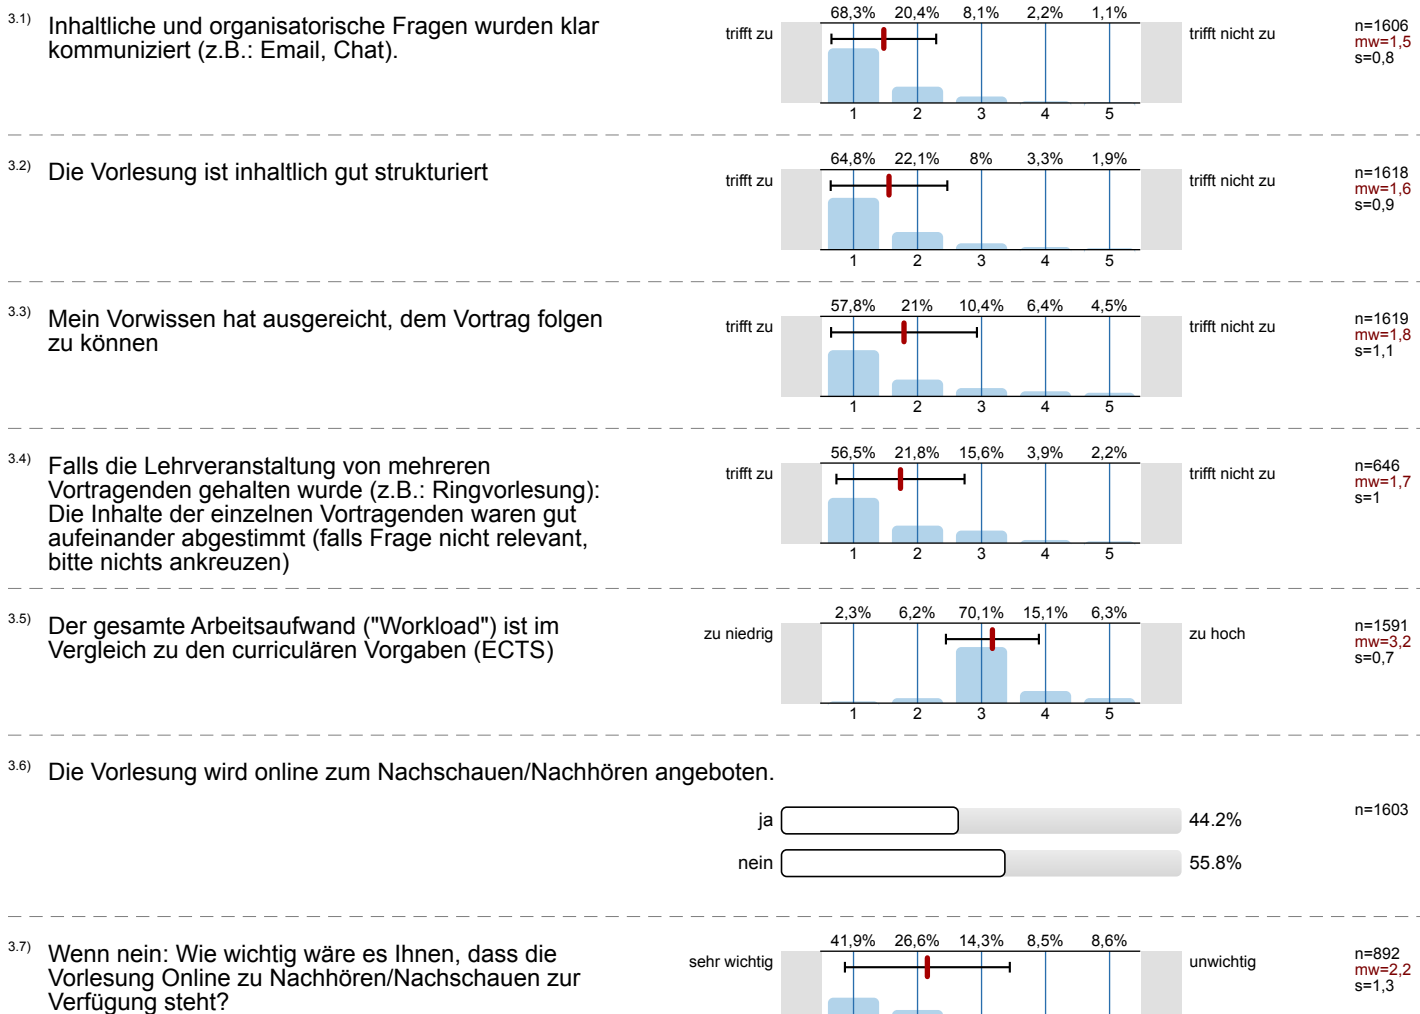 3.1) Inhaltliche und organisatorische Fragen wurden klar
kommuniziert (z.B.: Email, Chat).
68,3% 20,4% 8,1% 2,2% 1,1%
trifft zu
trifft nicht zu
1 2 3 4 5
n=1606
mw=1,5
s=0,8
3.2) Die Vorlesung ist inhaltlich gut strukturiert
64,8% 22,1% 8% 3,3% 1,9%
trifft zu
trifft nicht zu
1 2 3 4 5
n=1618
mw=1,6
s=0,9
3.3) Mein Vorwissen hat ausgereicht, dem Vortrag folgen
zu können
57,8% 21% 10,4% 6,4% 4,5%
trifft zu
trifft nicht zu
1 2 3 4 5
n=1619
mw=1,8
s=1,1
3.4) Falls die Lehrveranstaltung von mehreren
Vortragenden gehalten wurde (z.B.: Ringvorlesung):
Die Inhalte der einzelnen Vortragenden waren gut
aufeinander abgestimmt (falls Frage nicht relevant,
bitte nichts ankreuzen)
56,5% 21,8% 15,6% 3,9% 2,2%
trifft zu
trifft nicht zu
1 2 3 4 5
n=646
mw=1,7
s=1
3.5) Der gesamte Arbeitsaufwand ("Workload") ist im
Vergleich zu den curriculären Vorgaben (ECTS)
2,3% 6,2% 70,1% 15,1% 6,3%
zu niedrig
zu hoch
1 2 3 4 5
n=1591
mw=3,2
s=0,7
3.6) Die Vorlesung wird online zum Nachschauen/Nachhören angeboten.
ja 44.2%
nein 55.8%
n=1603
3.7) Wenn nein: Wie wichtig wäre es Ihnen, dass die
Vorlesung Online zu Nachhören/Nachschauen zur
Verfügung steht?
41,9% 26,6% 14,3% 8,5% 8,6%
sehr wichtig
unwichtig
n=892
mw=2,2
s=1,3